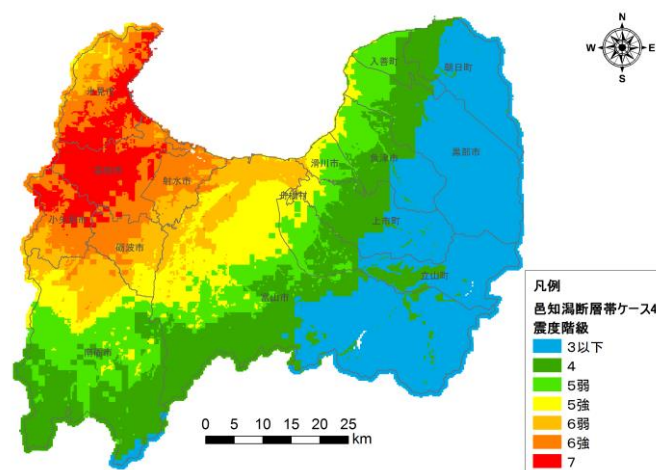 N
W E
S
入善町
朝日町
氷見市
黒部市
魚津市
滑川市
射水市
舟橋村
小矢部市
上市町
砺波市
立山町
富山市
南砺市
0 5 10 15 20 25
km
凡例
邑知潟断層帯ケース4
震度階級
3以下
4
5弱
5強
6弱
6強
7